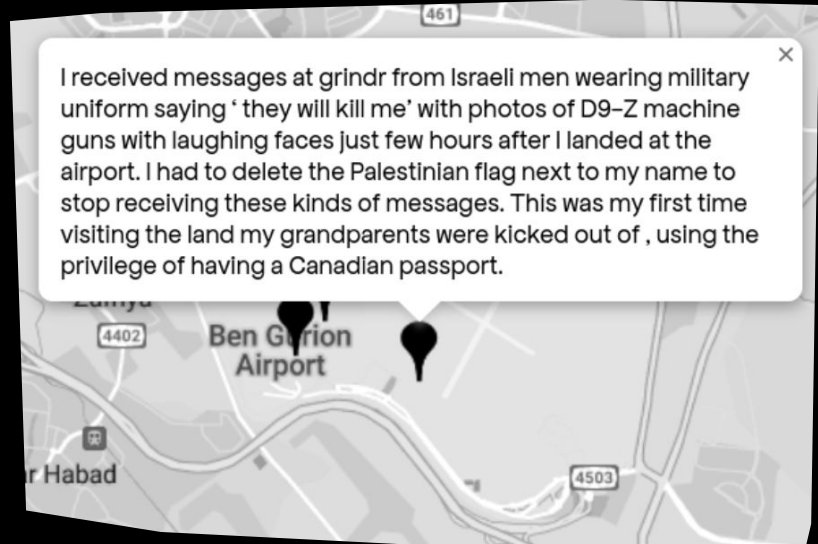 461
×
I received messages at grindr from Israeli men wearing military
uniform saying ‘ they will kill me’ with photos of D9–Z machine
guns with laughing faces just few hours after I landed at the
airport. I had to delete the Palestinian flag next to my name to
stop receiving these kinds of messages. This was my first time
visiting the land my grandparents were kicked out of , using the
privilege of having a Canadian passport.
4402
Ben Gurion
Airport
r Habad
4503